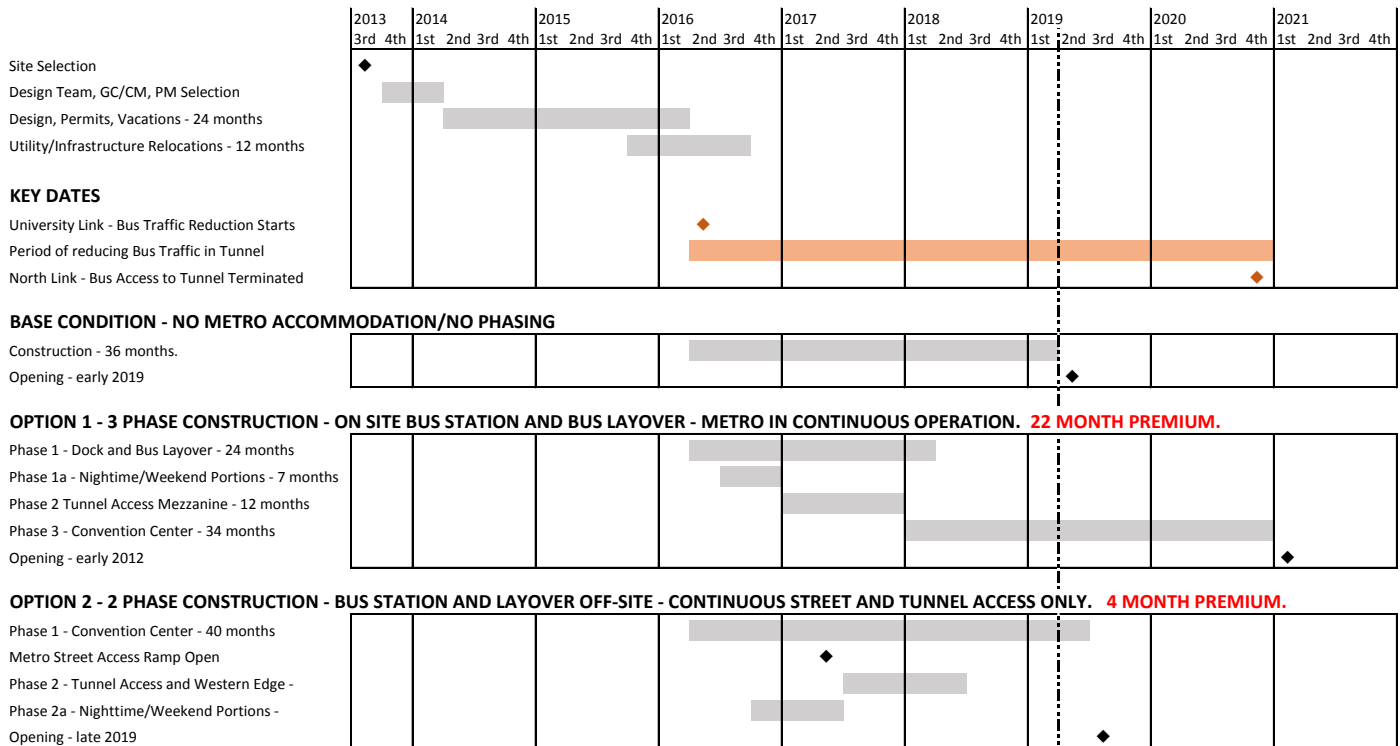 2013 2014 2015 2016 2017 2018 2019 2020 2021
3rd 4th 1st 2nd 3rd 4th 1st 2nd 3rd 4th 1st 2nd 3rd 4th 1st 2nd 3rd 4th 1st 2nd 3rd 4th 1st 2nd 3rd 4th 1st 2nd 3rd 4th 1st 2nd 3rd 4th
Site Selection
Design Team, GC/CM, PM Selection
Design, Permits, Vacations - 24 months
Utility/Infrastructure Relocations - 12 months
KEY DATES
University Link - Bus Traffic Reduction Starts
Period of reducing Bus Traffic in Tunnel
North Link - Bus Access to Tunnel Terminated
BASE CONDITION - NO METRO ACCOMMODATION/NO PHASING
Construction - 36 months.
Opening - early 2019
OPTION 1 - 3 PHASE CONSTRUCTION - ON SITE BUS STATION AND BUS LAYOVER - METRO IN CONTINUOUS OPERATION. 22 MONTH PREMIUM.
Phase 1 - Dock and Bus Layover - 24 months
Phase 1a - Nightime/Weekend Portions - 7 months
Phase 2 Tunnel Access Mezzanine - 12 months
Phase 3 - Convention Center - 34 months
Opening - early 2012
OPTION 2 - 2 PHASE CONSTRUCTION - BUS STATION AND LAYOVER OFF-SITE - CONTINUOUS STREET AND TUNNEL ACCESS ONLY. 4 MONTH PREMIUM.
Phase 1 - Convention Center - 40 months
Metro Street Access Ramp Open
Phase 2 - Tunnel Access and Western Edge -
Phase 2a - Nighttime/Weekend Portions -
Opening - late 2019